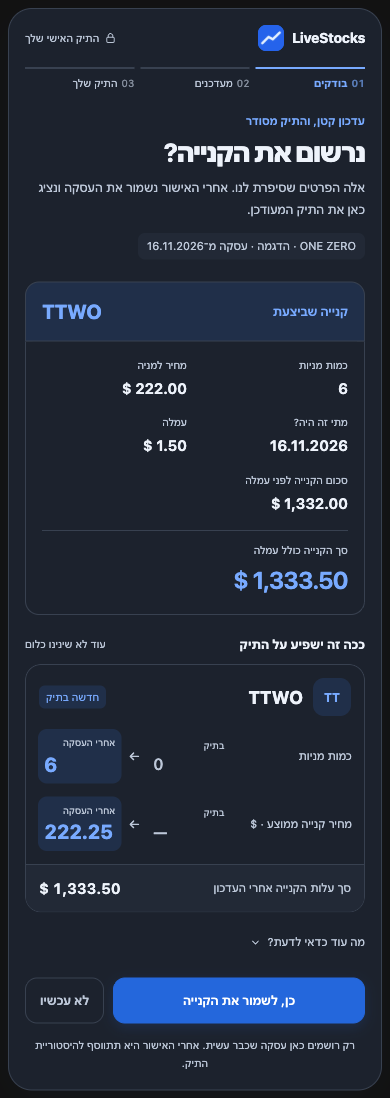 LiveStocks
התיק האישי שלך
01 בודקים
02 מעדכנים
03 התיק שלך
עדכון קטן, והתיק מסודר
נרשום את הקנייה?
אלה הפרטים שסיפרת לנו. אחרי האישור נשמור את העסקה ונציג
כאן את התיק המעודכן.
ONE ZERO · הדגמה · עסקה מ־16.11.2026
קנייה שביצעת
TTWO
כמות מניות
מחיר למניה
6
$ 222.00
מתי זה היה?
עמלה
16.11.2026
$ 1.50
סכום הקנייה לפני עמלה
$ 1,332.00
סך הקנייה כולל עמלה
$ 1,333.50
ככה זה ישפיע על התיק
עוד לא שינינו כלום
TT
TTWO
חדשה בתיק
כמות מניות
בתיק
0
←
אחרי העסקה
6
מחיר קנייה ממוצע · $
בתיק
—
←
אחרי העסקה
222.25
סך עלות הקנייה אחרי העדכון
$ 1,333.50
מה עוד כדאי לדעת?
כן, לשמור את הקנייה
לא עכשיו
רק רושמים כאן עסקה שכבר עשית. אחרי האישור היא תתווסף להיסטוריית
התיק.